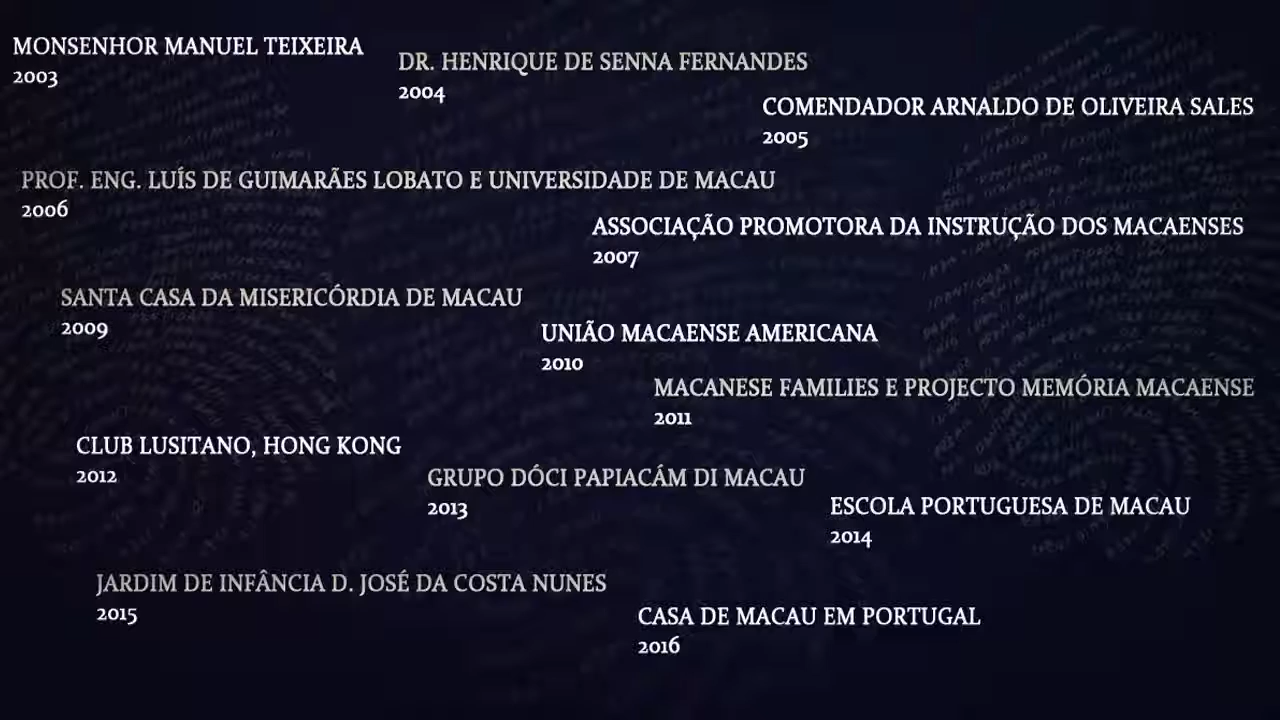 MONSENHOR MANUEL TEIXEIRA
2003
DR. HENRIQUE DE SENNA FERNANDES
2004
COMENDADOR ARNALDO DE OLIVEIRA SALES
2005
PROF. ENG. LUÍS DE GUIMARÃES LOBATO E UNIVERSIDADE DE MACAU
2006
ASSOCIAÇÃO PROMOTORA DA INSTRUÇÃO DOS MACAENSES
2007
SANTA CASA DA MISERICÓRDIA DE MACAU
2009
UNIÃO MACAENSE AMERICANA
2010
MACANESE FAMILIES E PROJECTO MEMÓRIA MACAENSE
2011
CLUB LUSITANO, HONG KONG
2012
GRUPO DÓCI PAPIACÁM DI MACAU
2013
ESCOLA PORTUGUESA DE MACAU
2014
JARDIM DE INFÂNCIA D. JOSÉ DA COSTA NUNES
2015
CASA DE MACAU EM PORTUGAL
2016